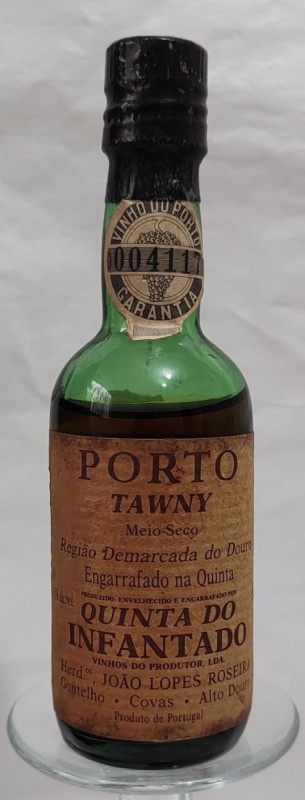 VINHO DO PORTO
004117
GARANTIA
PORTO
TAWNY
Meio-Seco
Região Demarcada do Douro
Engarrafado na Quinta
PRODUZIDO, ENVELHECIDO E ENGARRAFADO POR
QUINTA DO
INFANTADO
VINHOS DO PRODUTOR, LDA.
Herd.os JOÃO LOPES ROSEIRA
Gontelho · Covas · Alto Douro
Produto de Portugal